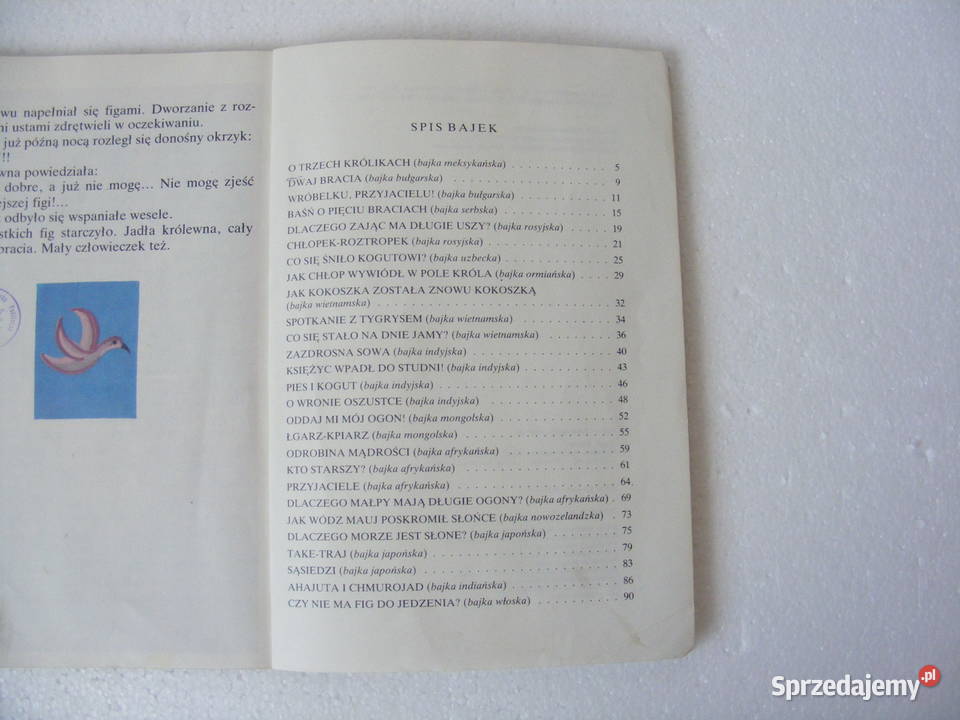 wu napełniał się figami. Dworzanie z roz-
ni ustami zdrętwieli w oczekiwaniu.
już późną nocą rozległ się donośny okrzyk:
!!
wna powiedziała:
dobre, a już nie mogę... Nie mogę zjeść
ejszej figi!...
odbyło się wspaniałe wesele.
stkich fig starczyło. Jadła królewna, cały
bracia. Mały człowieczek też.
SPIS BAJEK
O TRZECH KRÓLIKACH (bajka meksykańska) . . . . . . . . . . 5
DWAJ BRACIA (bajka bułgarska) . . . . . . . . . . 9
WRÓBELKU, PRZYJACIELU! (bajka bułgarska) . . . . . . . . . . 11
BAŚŃ O PIĘCIU BRACIACH (bajka serbska) . . . . . . . . . . 15
DLACZEGO ZAJĄC MA DŁUGIE USZY? (bajka rosyjska) . . . . . . 19
CHŁOPEK-ROZTROPEK (bajka rosyjska) . . . . . . . . . . 21
CO SIĘ ŚNIŁO KOGUTOWI? (bajka uzbecka) . . . . . . . . . . 25
JAK CHŁOP WYWIÓDŁ W POLE KRÓLA (bajka ormiańska) . . . . 29
JAK KOKOSZKA ZOSTAŁA ZNOWU KOKOSZKĄ
(bajka wietnamska) . . . . . . . . . . 32
SPOTKANIE Z TYGRYSEM (bajka wietnamska) . . . . . . . . . . 34
CO SIĘ STAŁO NA DNIE JAMY? (bajka wietnamska) . . . . . . . . 36
ZAZDROSNA SOWA (bajka indyjska) . . . . . . . . . . 40
KSIĘŻYC WPADŁ DO STUDNI! (bajka indyjska) . . . . . . . . 43
PIES I KOGUT (bajka indyjska) . . . . . . . . . . 46
O WRONIE OSZUSTCE (bajka indyjska) . . . . . . . . . . 48
ODDAJ MI MÓJ OGON! (bajka mongolska) . . . . . . . . . . 52
ŁGARZ-KPIARZ (bajka mongolska) . . . . . . . . . . 55
ODROBINA MĄDROŚCI (bajka afrykańska) . . . . . . . . . . 59
KTO STARSZY? (bajka afrykańska) . . . . . . . . . . 61
PRZYJACIELE (bajka afrykańska) . . . . . . . . . . 64
DLACZEGO MAŁPY MAJĄ DŁUGIE OGONY? (bajka afrykańska) . 69
JAK WÓDZ MAUJ POSKROMIŁ SŁOŃCE (bajka nowozelandzka) . 73
DLACZEGO MORZE JEST SŁONE? (bajka japońska) . . . . . . . 75
TAKE-TRAJ (bajka japońska) . . . . . . . . . . 79
SĄSIEDZI (bajka japońska) . . . . . . . . . . 83
AHAJUTA I CHMUROJAD (bajka indiańska) . . . . . . . . . . 86
CZY NIE MA FIG DO JEDZENIA? (bajka włoska) . . . . . . . . 90
Sprzedajemy.pl